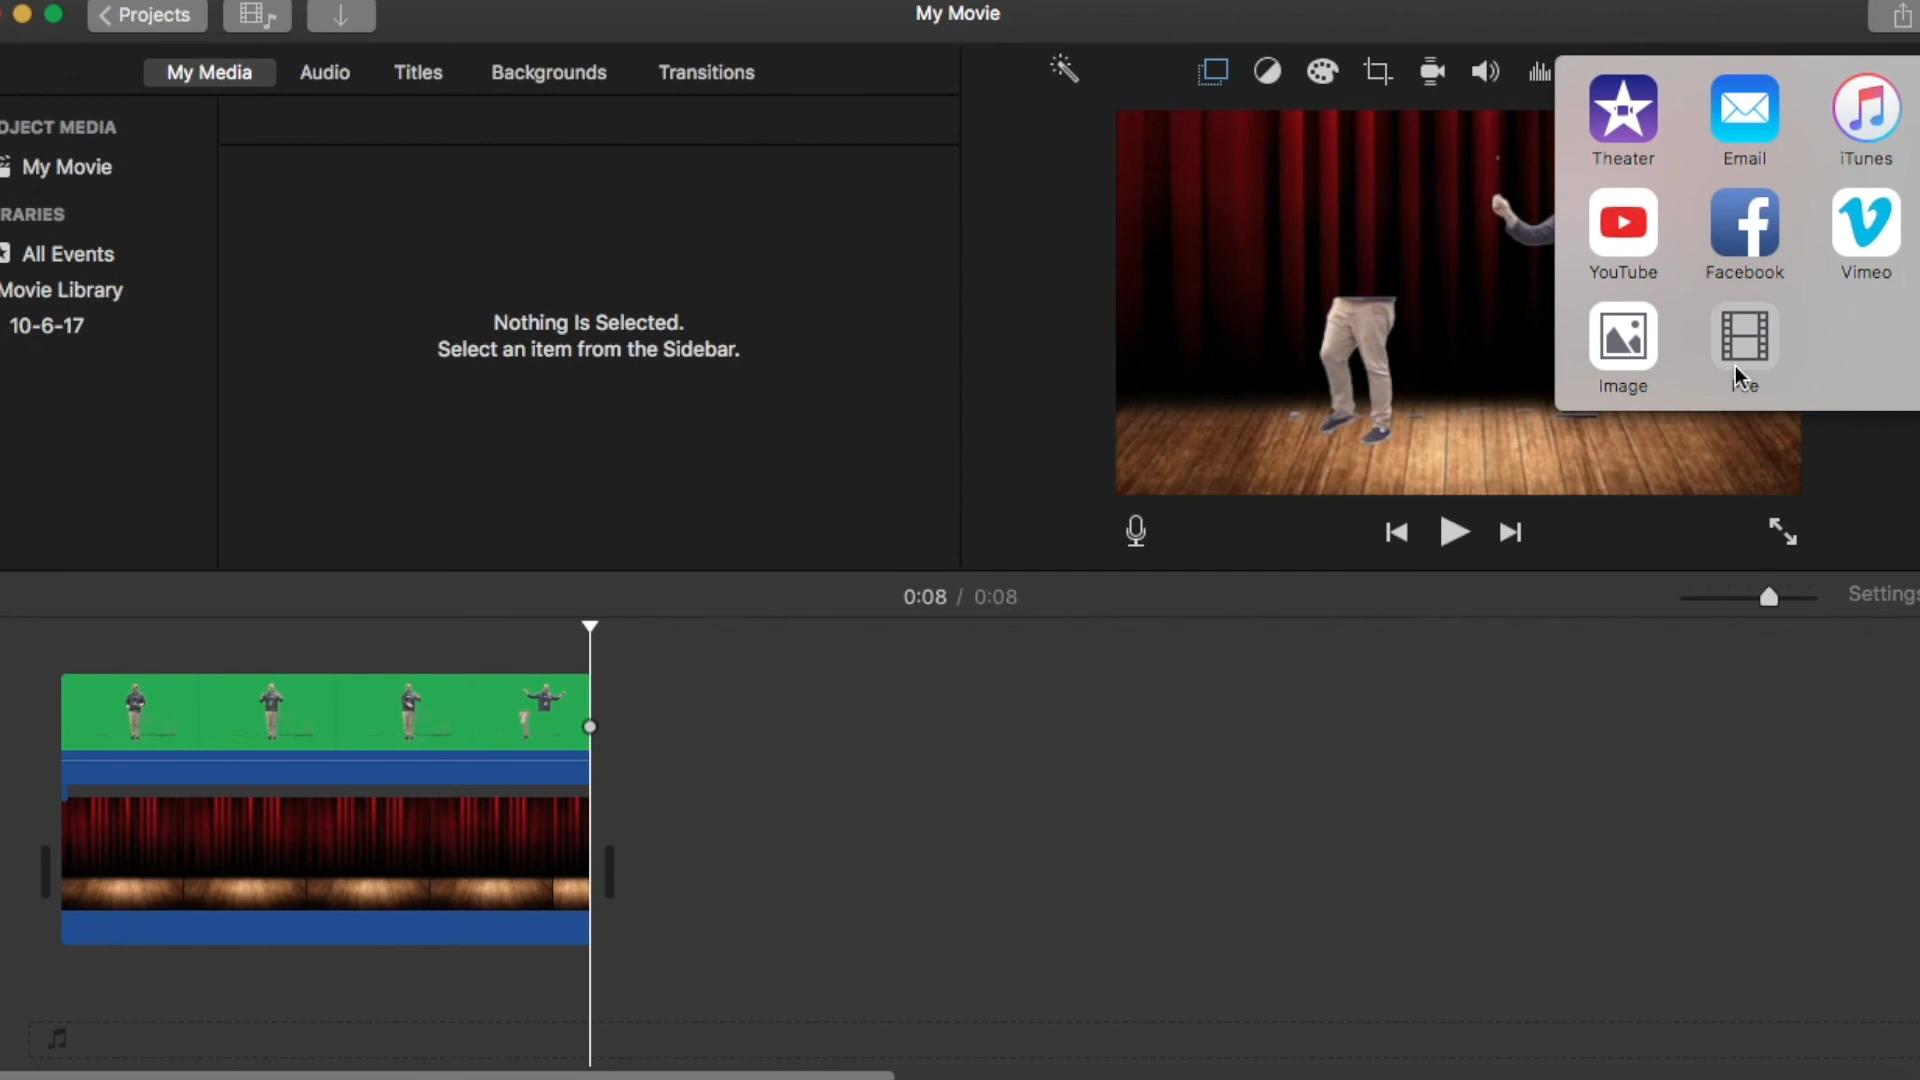 Projects
My Movie
My Media
Audio
Titles
Backgrounds
Transitions
OJECT MEDIA
My Movie
RARIES
All Events
Movie Library
10-6-17
Nothing Is Selected.
Select an item from the Sidebar.
Theater
Email
iTunes
YouTube
Facebook
Vimeo
Image
0:08 / 0:08
Settings